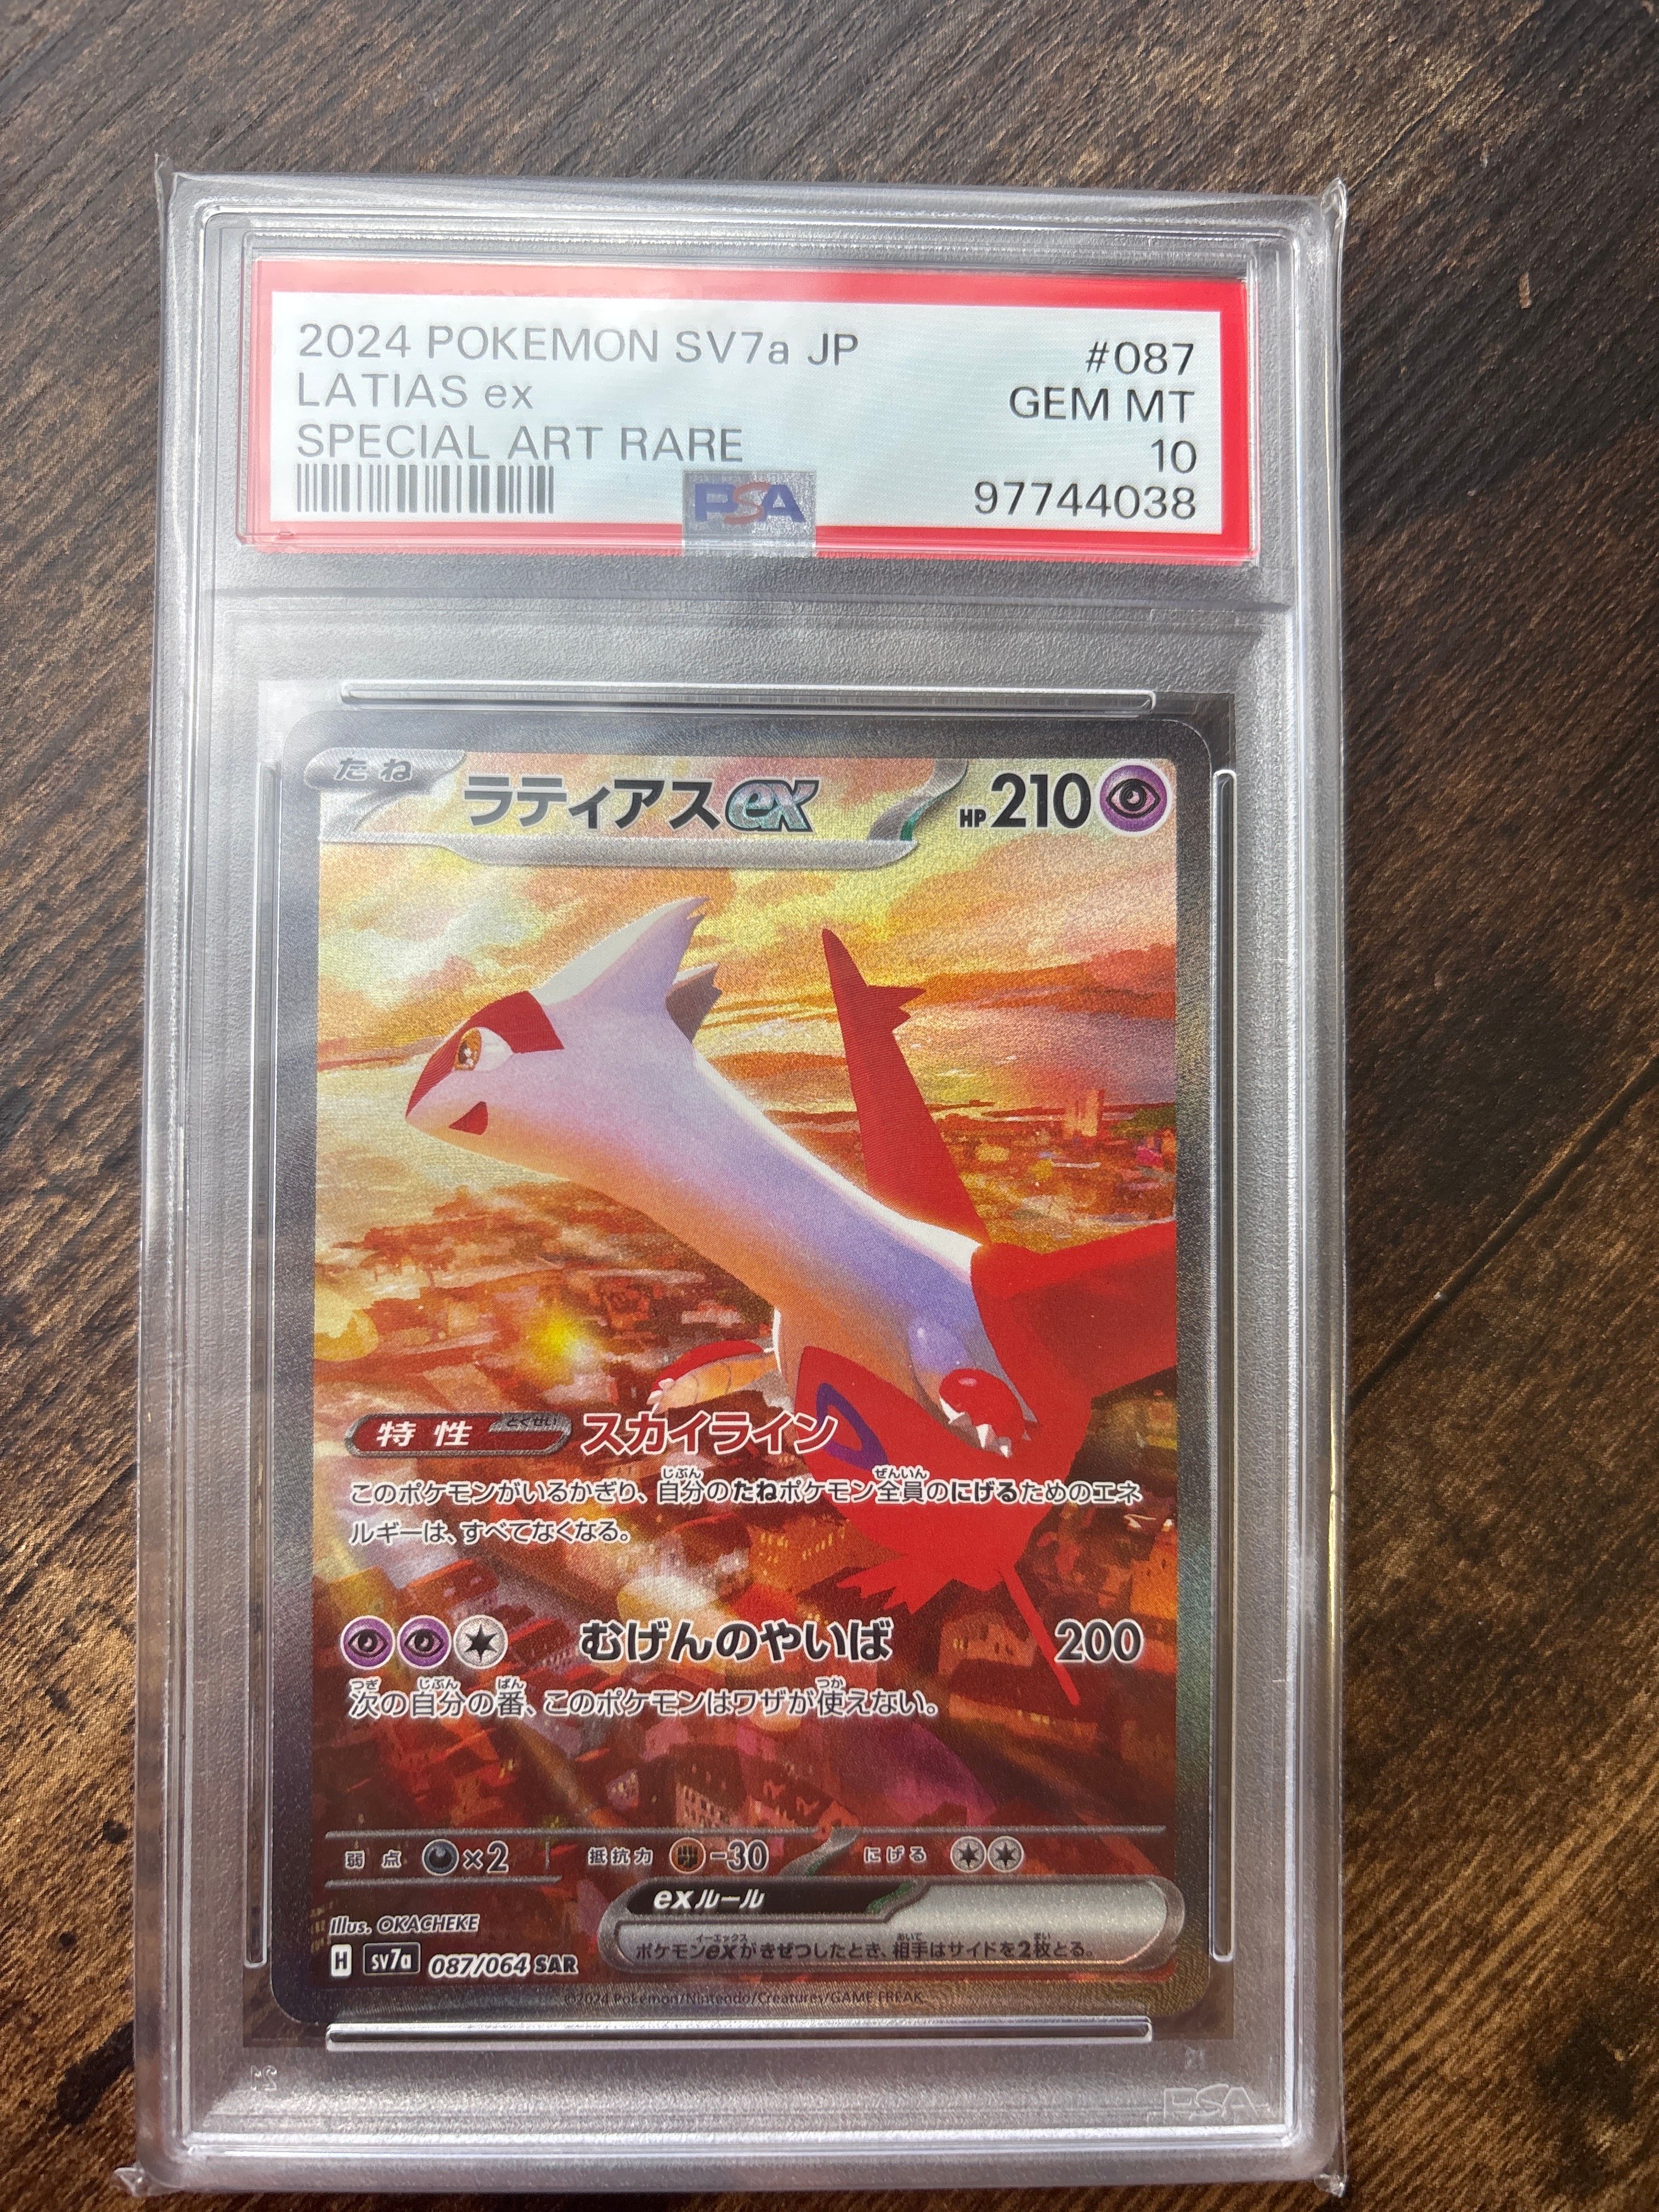 2024 POKEMON SV7a JP #087
LATIAS ex GEM MT
SPECIAL ART RARE 10
PSA 97744038
たね ラティアスex HP210
特性 とくせい スカイライン
このポケモンがいるかぎり、自分のたねポケモン全員のにげるためのエネ
ルギーは、すべてなくなる。
むげんのやいば 200
次の自分の番、このポケモンはワザが使えない。
弱点 ×2 抵抗力 -30 にげる
exルール
ポケモンexがきぜつしたとき、相手はサイドを2枚とる。
Illus. OKACHEKE
H sv7a 087/064 SAR
©2024 Pokémon/Nintendo/Creatures/GAME FREAK
PSA